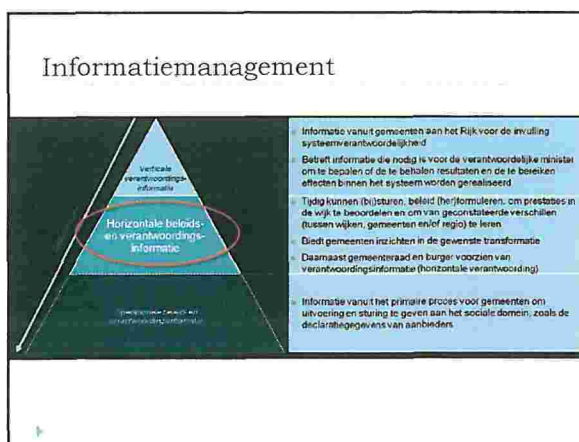 Informatiemanagement
Verticale
verantwoordings-
informatie
Horizontale beleids-
en verantwoordings-
informatie
beleids en
verantwoordingsinformatie
Informatie vanuit gemeenten aan het Rijk voor de invulling
systeemverantwoordelijkheid
Betreft informatie die nodig is voor de verantwoordelijke minister
om te bepalen of de te behalen resultaten en de te bereiken
effecten binnen het systeem worden gerealiseerd
Tijdig kunnen (bij)sturen, beleid (her)formuleren, om prestaties in
de wijk te beoordelen en om van geconstateerde verschillen
(tussen wijken, gemeenten en/of regio) te leren
Biedt gemeenten inzichten in de gewenste transformatie
Daarnaast gemeenteraad en burger voorzien van
verantwoordingsinformatie (horizontale verantwoording)
Informatie vanuit het primaire proces voor gemeenten om
uitvoering en sturing te geven aan het sociale domein, zoals de
declaratiegegevens van aanbieders